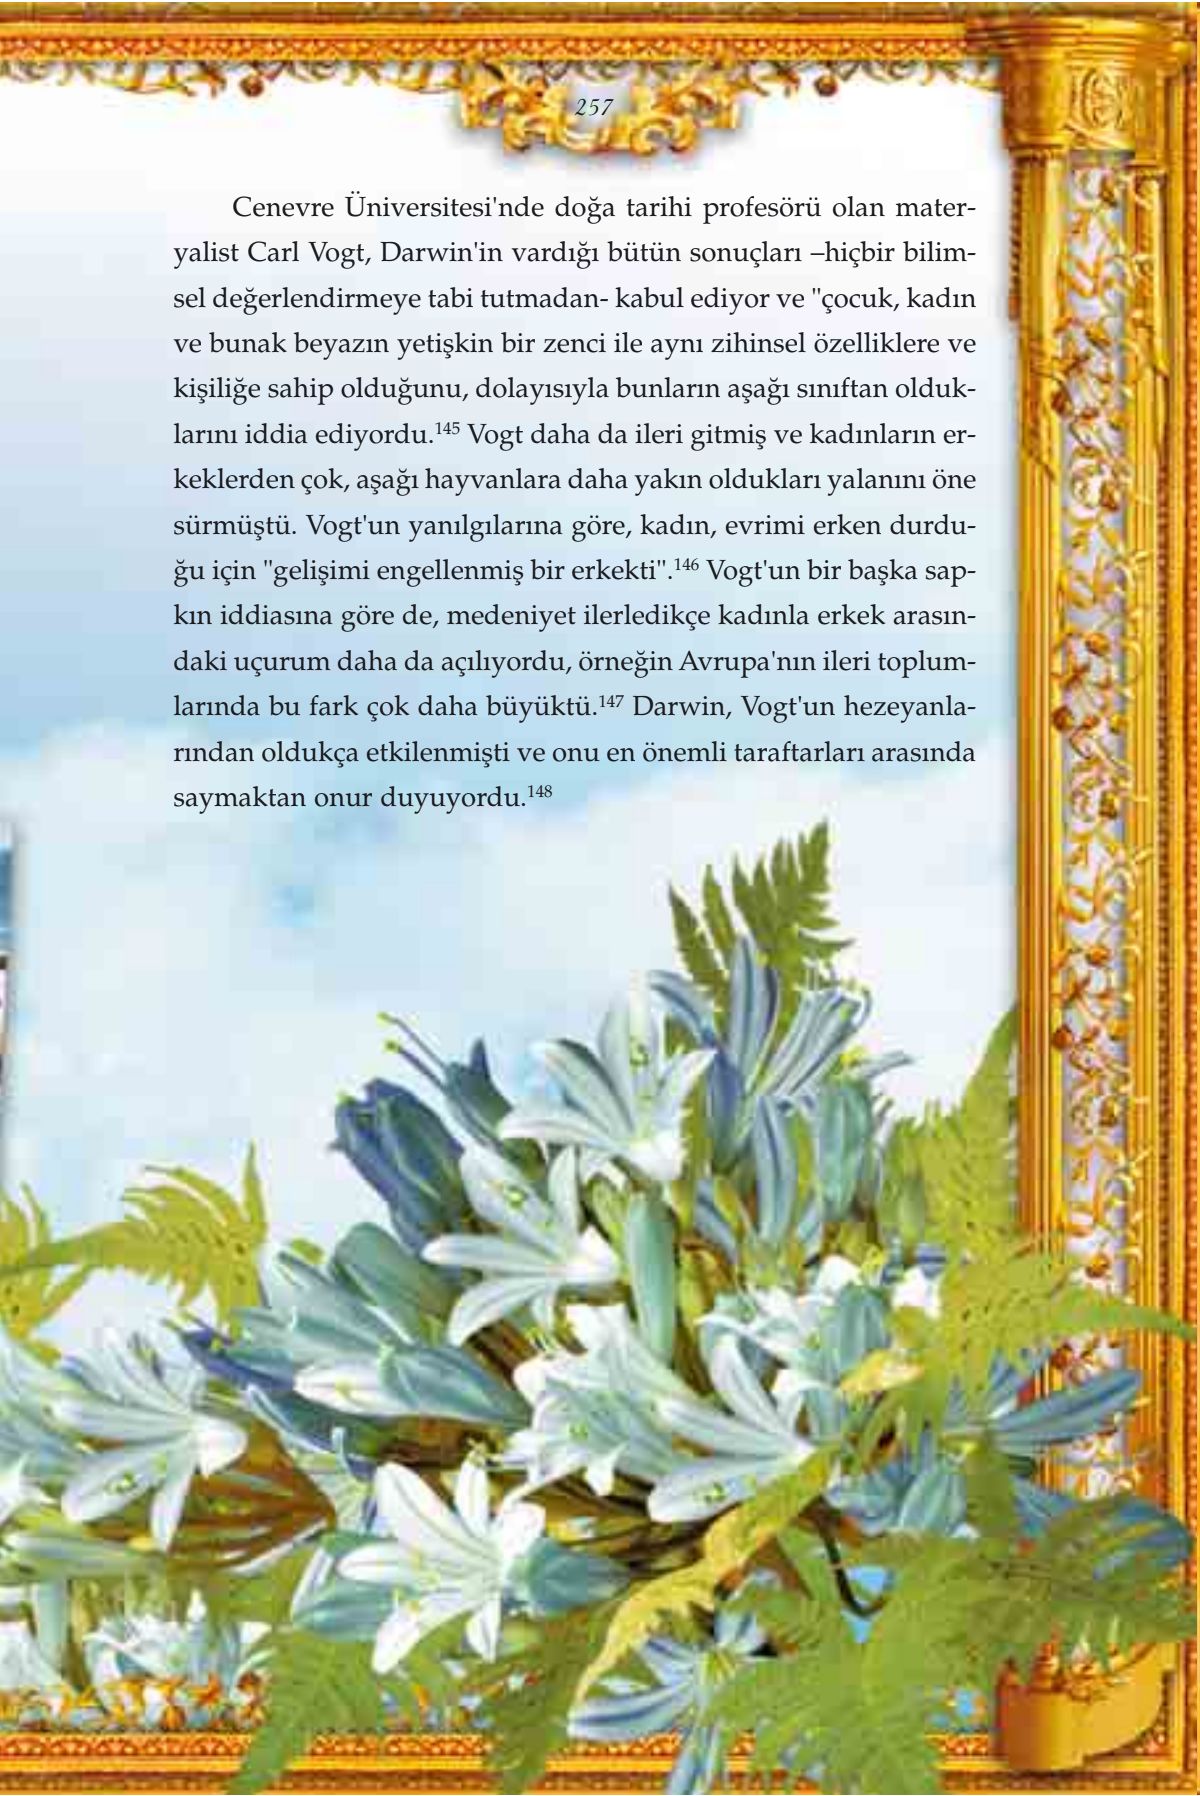 257
Cenevre Üniversitesi'nde doğa tarihi profesörü olan mater-
yalist Carl Vogt, Darwin'in vardığı bütün sonuçları –hiçbir bilim-
sel değerlendirmeye tabi tutmadan- kabul ediyor ve "çocuk, kadın
ve bunak beyazın yetişkin bir zenci ile aynı zihinsel özelliklere ve
kişiliğe sahip olduğunu, dolayısıyla bunların aşağı sınıftan olduk-
larını iddia ediyordu.145 Vogt daha da ileri gitmiş ve kadınların er-
keklerden çok, aşağı hayvanlara daha yakın oldukları yalanını öne
sürmüştü. Vogt'un yanılgılarına göre, kadın, evrimi erken durdu-
ğu için "gelişimi engellenmiş bir erkekti".146 Vogt'un bir başka sap-
kın iddiasına göre de, medeniyet ilerledikçe kadınla erkek arasın-
daki uçurum daha da açılıyordu, örneğin Avrupa'nın ileri toplum-
larında bu fark çok daha büyüktü.147 Darwin, Vogt'un hezeyanla-
rından oldukça etkilenmişti ve onu en önemli taraftarları arasında
saymaktan onur duyuyordu.148